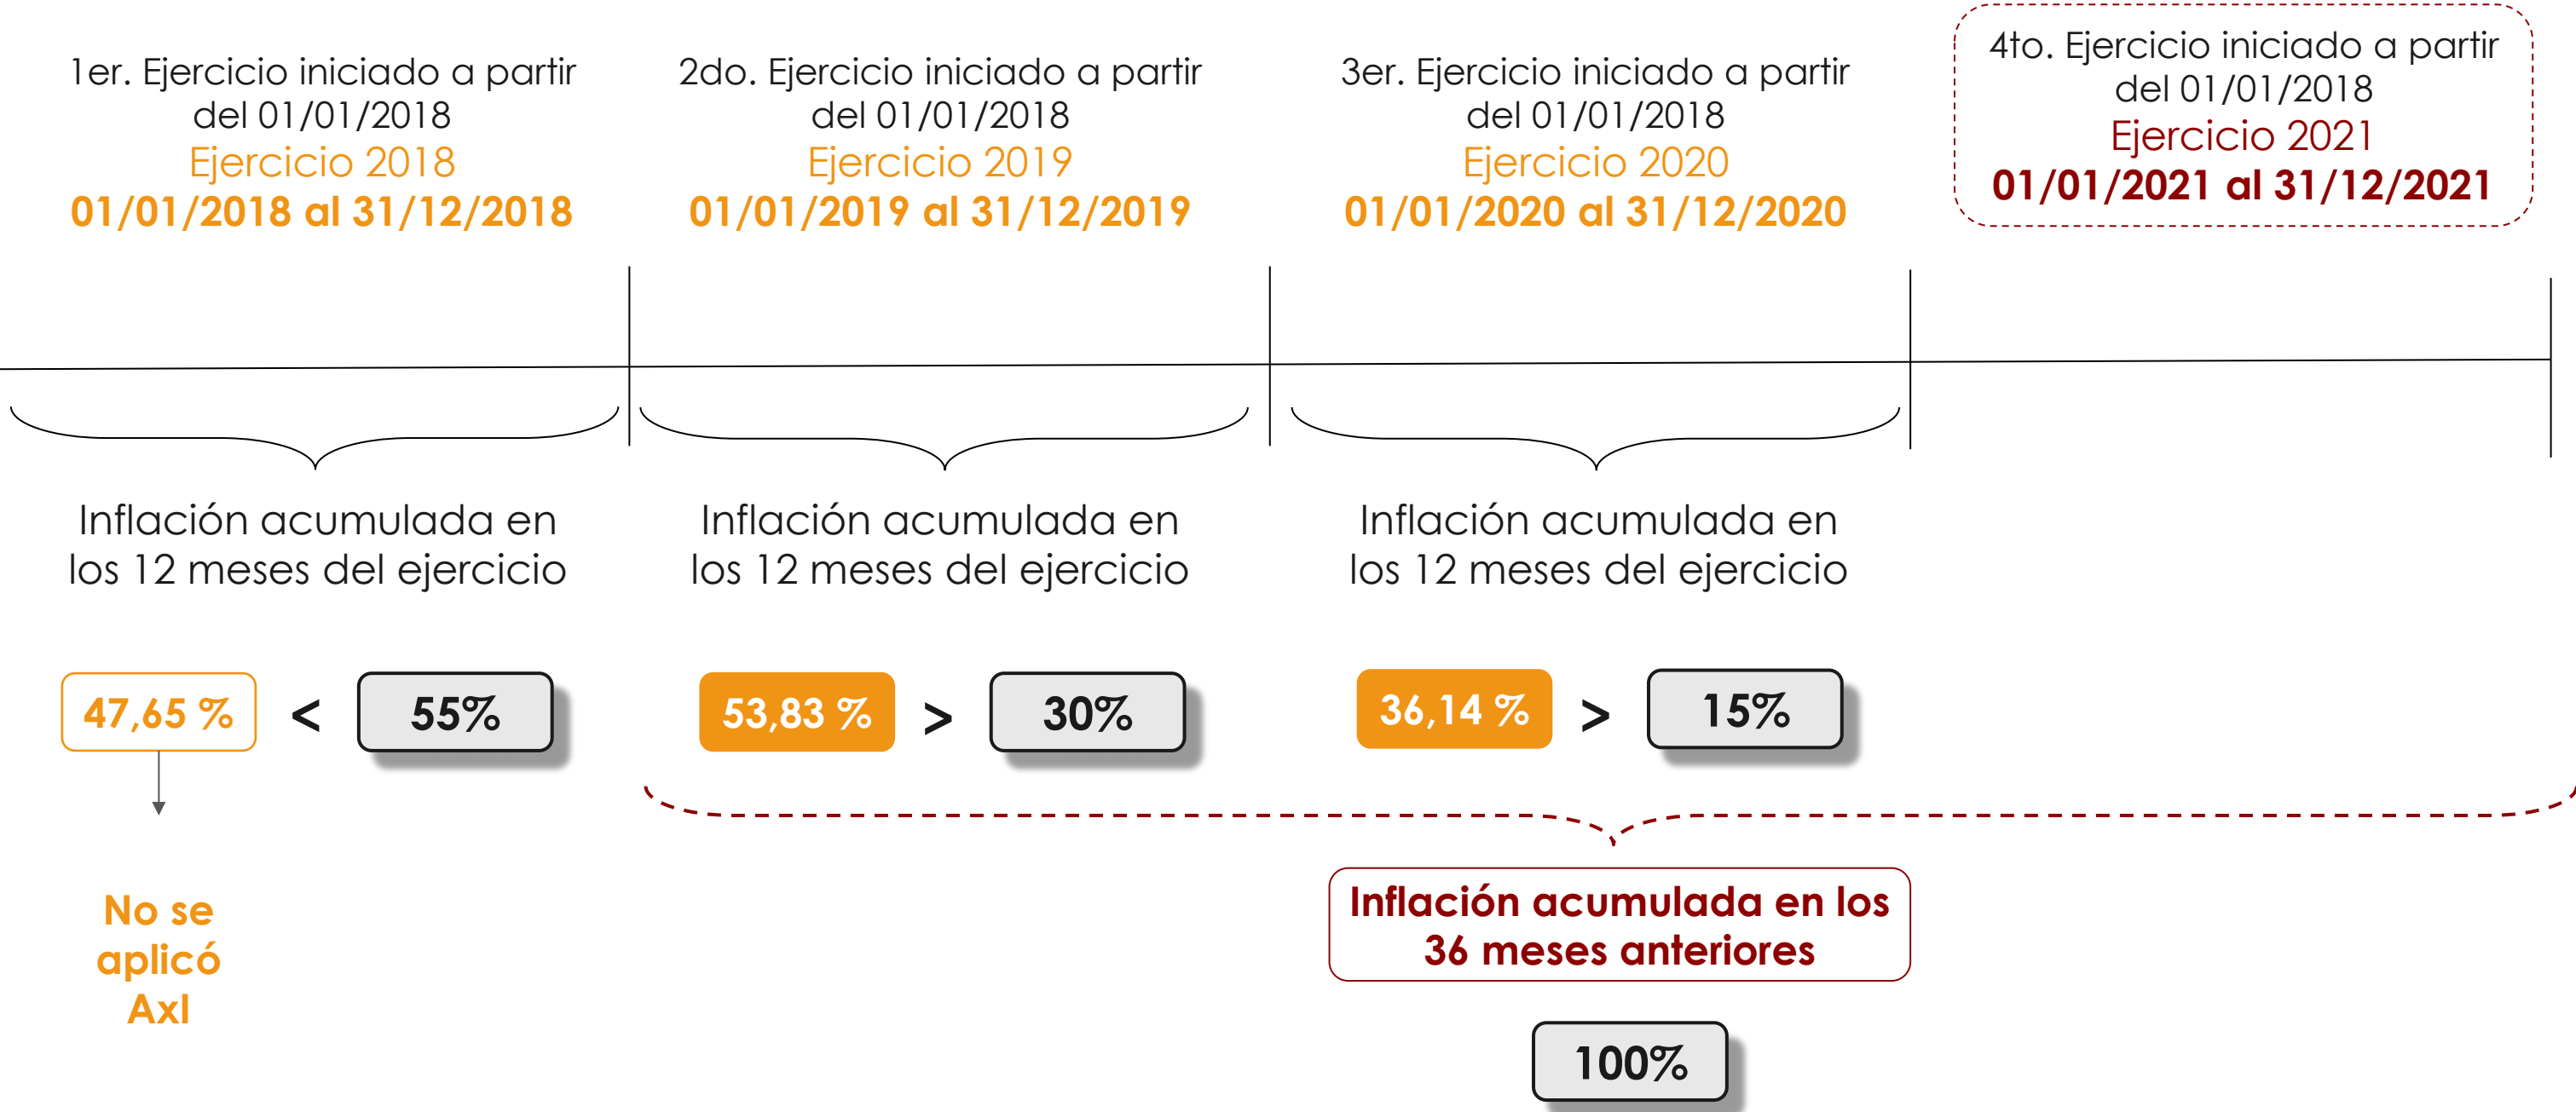 1er. Ejercicio iniciado a partir
del 01/01/2018
Ejercicio 2018
01/01/2018 al 31/12/2018
2do. Ejercicio iniciado a partir
del 01/01/2018
Ejercicio 2019
01/01/2019 al 31/12/2019
3er. Ejercicio iniciado a partir
del 01/01/2018
Ejercicio 2020
01/01/2020 al 31/12/2020
4to. Ejercicio iniciado a partir
del 01/01/2018
Ejercicio 2021
01/01/2021 al 31/12/2021
Inflación acumulada en
los 12 meses del ejercicio
Inflación acumulada en
los 12 meses del ejercicio
Inflación acumulada en
los 12 meses del ejercicio
47,65 % < 55%
53,83 % > 30%
36,14 % > 15%
No se
aplicó
AxI
Inflación acumulada en los
36 meses anteriores
100%